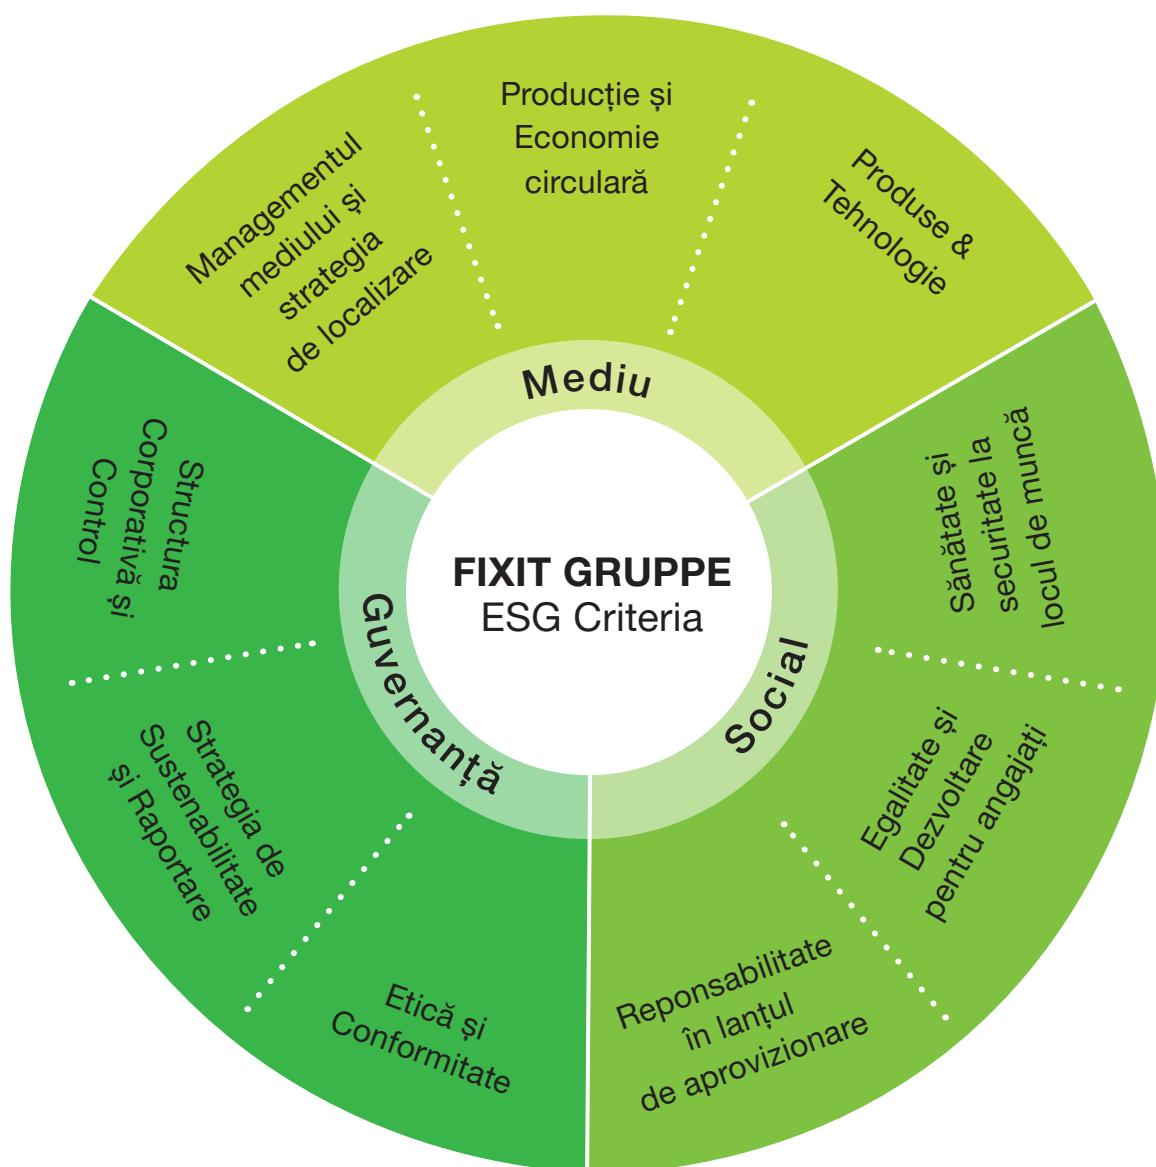 Producție și
Economie
circulară
Managementul
mediului și
strategia
de localizare
Produse &
Tehnologie
Mediu
Structura
Corporativă și
Control
Sănătate și
securitate la
locul de muncă
FIXIT GRUPPE
ESG Criteria
Guvernanță
Social
Strategia de
Sustenabilitate
și Raportare
Egalitate și
Dezvoltare
pentru angajați
Etică și
Conformitate
Reponsabilitate
în lanțul
de aprovizionare